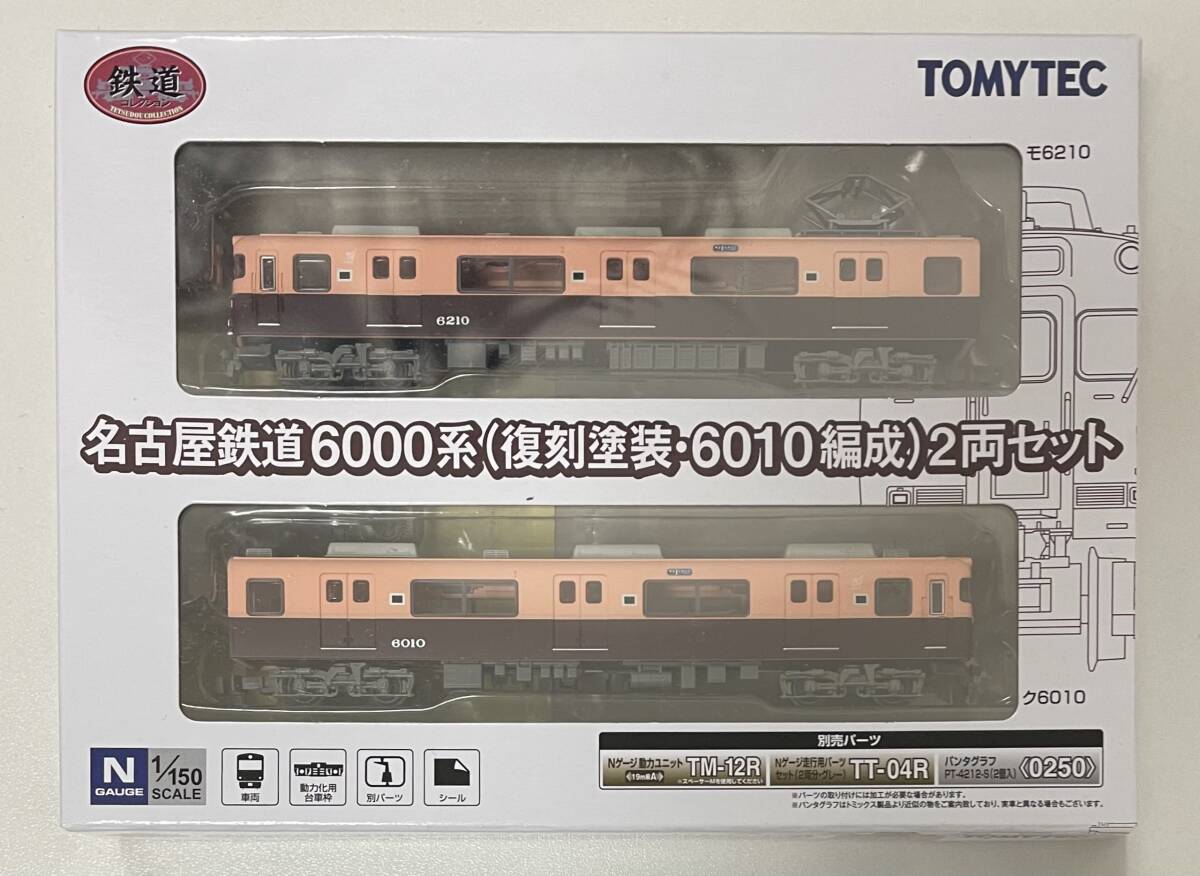 鉄道
コレクション
TETSUDOU COLLECTION
TOMYTEC
モ6210
6210
名古屋鉄道6000系(復刻塗装・6010編成)2両セット
6010
ク6010
N
GAUGE
1/150
SCALE
車両
動力化用
台車枠
別パーツ
シール
別売パーツ
Nゲージ動力ユニット
<19m級A>
TM-12R
※スペーサーMを使用してください
Nゲージ走行用パーツ
セット(2両分・グレー)
TT-04R
パンタグラフ
PT-4212-S(2個入)
<0250>
※パーツの取り付けには加工が必要な場合があります。
※パンタグラフはトミックス製品より近似の物をご案内致しており、実車と異なる場合もございます。